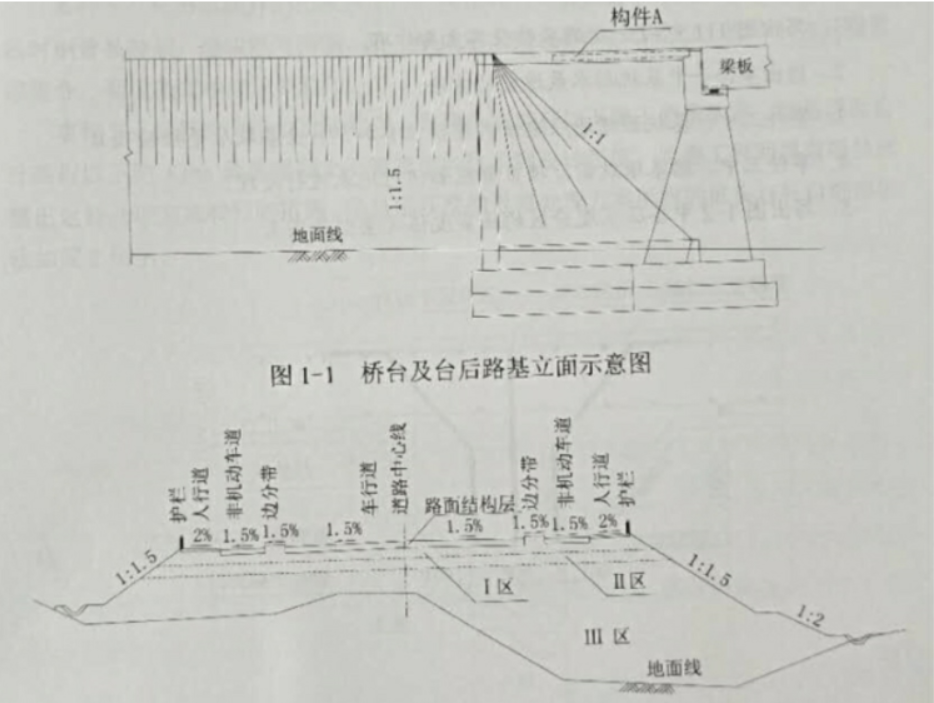 构件A
梁板
1:1
1:1.5
地面线
图 1-1 桥台及台后路基立面示意图
护栏
人行道
非机动车道
边分带
车行道
道路中心线
边分带
非机动车道
人行道
护栏
路面结构层
2% 1.5% 1.5% 1.5% 1.5% 1.5% 1.5% 2%
1:1.5
1:1.5
I 区
II 区
1:2
III 区
地面线